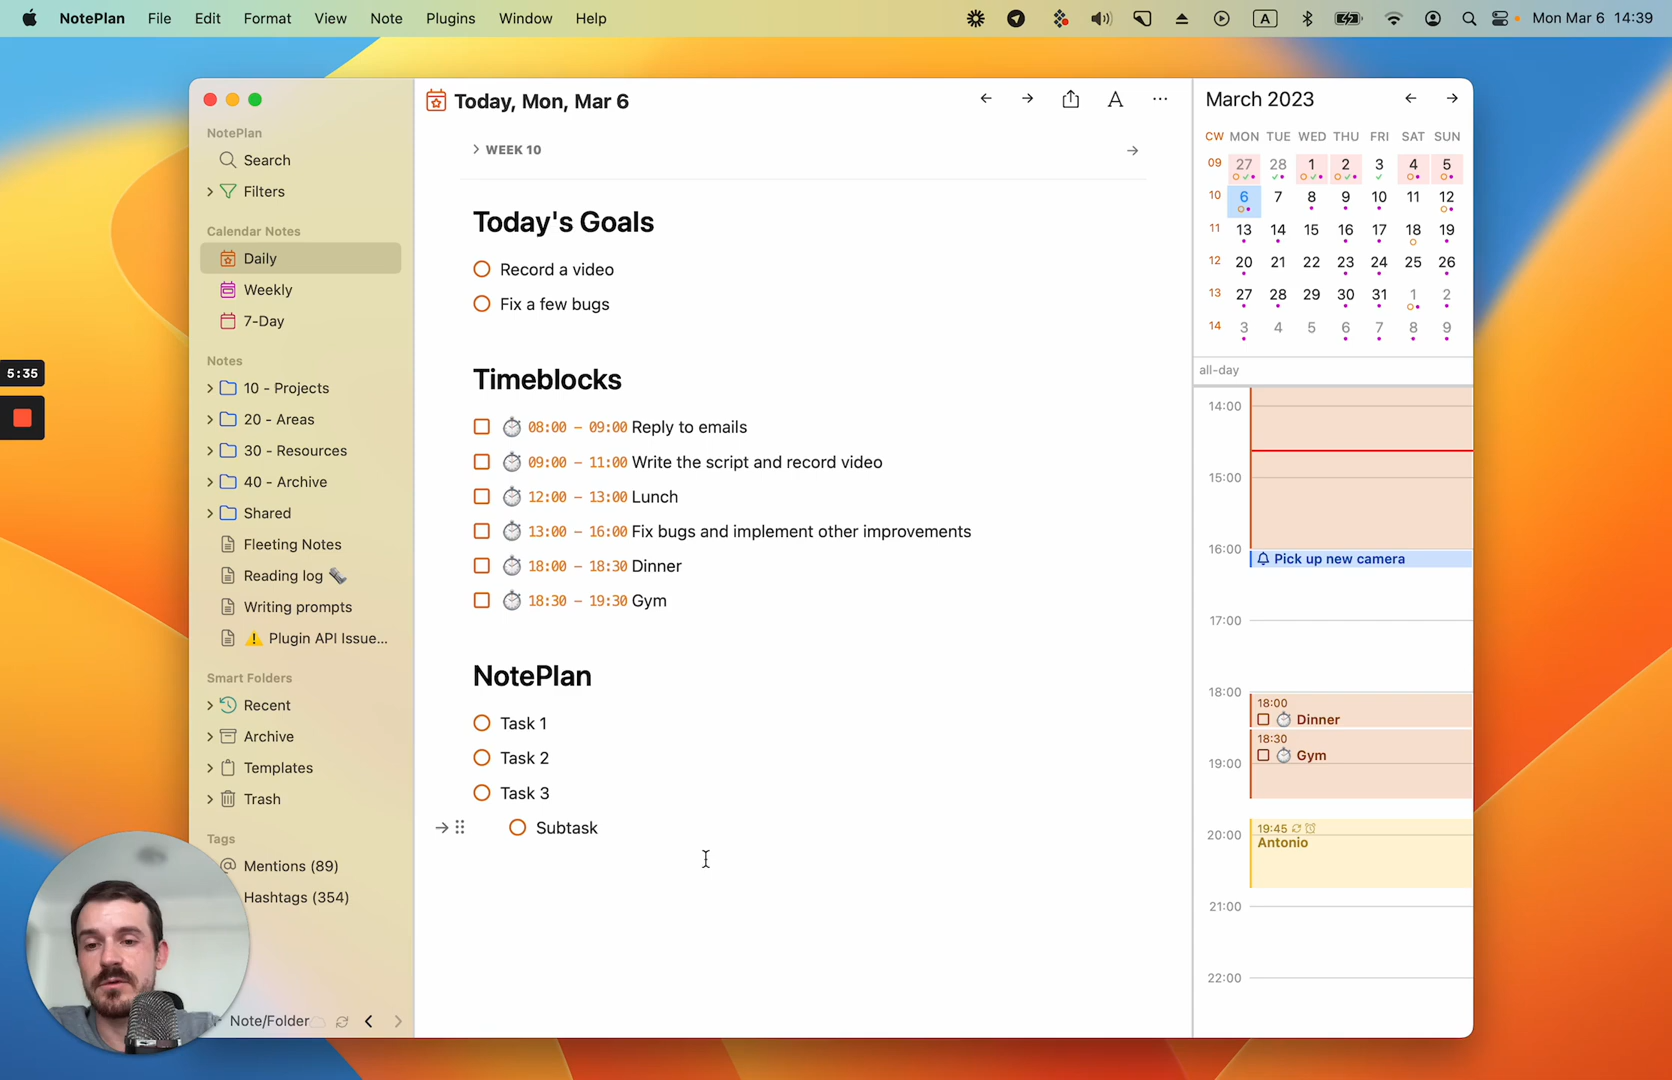 NotePlan File Edit Format View Note Plugins Window Help A Mon Mar 6 14:39
5:35
NotePlan
Search
Filters
Calendar Notes
Daily
Weekly
7-Day
Notes
10 - Projects
20 - Areas
30 - Resources
40 - Archive
Shared
Fleeting Notes
Reading log
Writing prompts
Plugin API Issue...
Smart Folders
Recent
Archive
Templates
Trash
Tags
@ Mentions (89)
Hashtags (354)
Note/Folder
Today, Mon, Mar 6
A
WEEK 10
Today's Goals
Record a video
Fix a few bugs
Timeblocks
08:00 – 09:00 Reply to emails
09:00 – 11:00 Write the script and record video
12:00 – 13:00 Lunch
13:00 – 16:00 Fix bugs and implement other improvements
18:00 – 18:30 Dinner
18:30 – 19:30 Gym
NotePlan
Task 1
Task 2
Task 3
Subtask
March 2023
CW MON TUE WED THU FRI SAT SUN
09 27 28 1 2 3 4 5
10 6 7 8 9 10 11 12
11 13 14 15 16 17 18 19
12 20 21 22 23 24 25 26
13 27 28 29 30 31 1 2
14 3 4 5 6 7 8 9
all-day
14:00
15:00
16:00
Pick up new camera
17:00
18:00
18:00
Dinner
18:30
Gym
19:00
19:45
Antonio
20:00
21:00
22:00